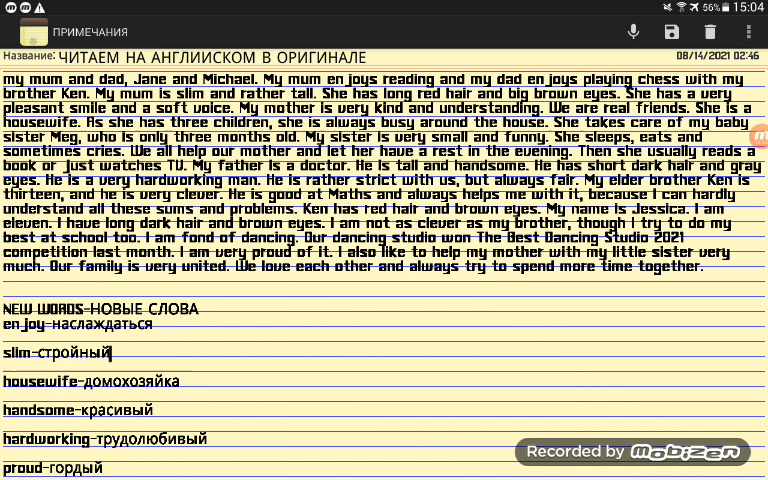 56% 15:04
ПРИМЕЧАНИЯ
Название: ЧИТАЕМ НА АНГЛИИСКОМ В ОРИГИНАЛЕ 08/14/2021 02:46
my mum and dad, Jane and Michael. My mum enjoys reading and my dad enjoys playing chess with my
brother Ken. My mum is slim and rather tall. She has long red hair and big brown eyes. She has a very
pleasant smile and a soft voice. My mother is very kind and understanding. We are real friends. She is a
housewife. As she has three children, she is always busy around the house. She takes care of my baby
sister Meg, who is only three months old. My sister is very small and funny. She sleeps, eats and
sometimes cries. We all help our mother and let her have a rest in the evening. Then she usually reads a
book or just watches TV. My father is a doctor. He is tall and handsome. He has short dark hair and gray
eyes. He is a very hardworking man. He is rather strict with us, but always fair. My elder brother Ken is
thirteen, and he is very clever. He is good at Maths and always helps me with it, because I can hardly
understand all these sums and problems. Ken has red hair and brown eyes. My name is Jessica. I am
eleven. I have long dark hair and brown eyes. I am not as clever as my brother, though I try to do my
best at school too. I am fond of dancing. Our dancing studio won The Best Dancing Studio 2021
competition last month. I am very proud of it. I also like to help my mother with my little sister very
much. Our family is very united. We love each other and always try to spend more time together.
NEW WORDS-НОВЫЕ СЛОВА
enjoy-наслаждаться
slim-стройный
housewife-домохозяйка
handsome-красивый
hardworking-трудолюбивый
proud-гордый
Recorded by mobizen